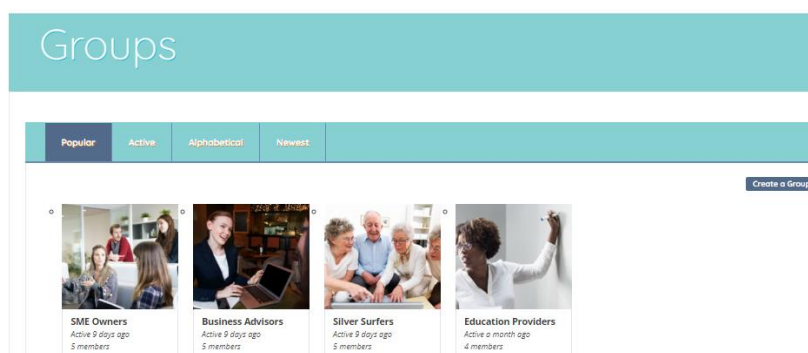 Groups
Popular Active Alphabetical Newest
Create a Group
SME Owners Business Advisors Silver Surfers Education Providers
Active 9 days ago Active 9 days ago Active 9 days ago Active a month ago
5 members 5 members 5 members 4 members